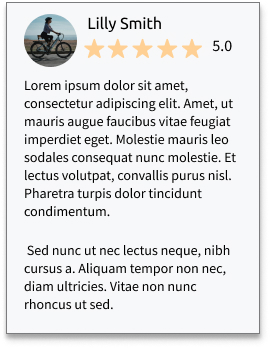 Lilly Smith
5.0
Lorem ipsum dolor sit amet,
consectetur adipiscing elit. Amet, ut
mauris augue faucibus vitae feugiat
imperdiet eget. Molestie mauris leo
sodales consequat nunc molestie. Et
lectus volutpat, convallis purus nisl.
Pharetra turpis dolor tincidunt
condimentum.
Sed nunc ut nec lectus neque, nibh
cursus a. Aliquam tempor non nec,
diam ultricies. Vitae non nunc
rhoncus ut sed.